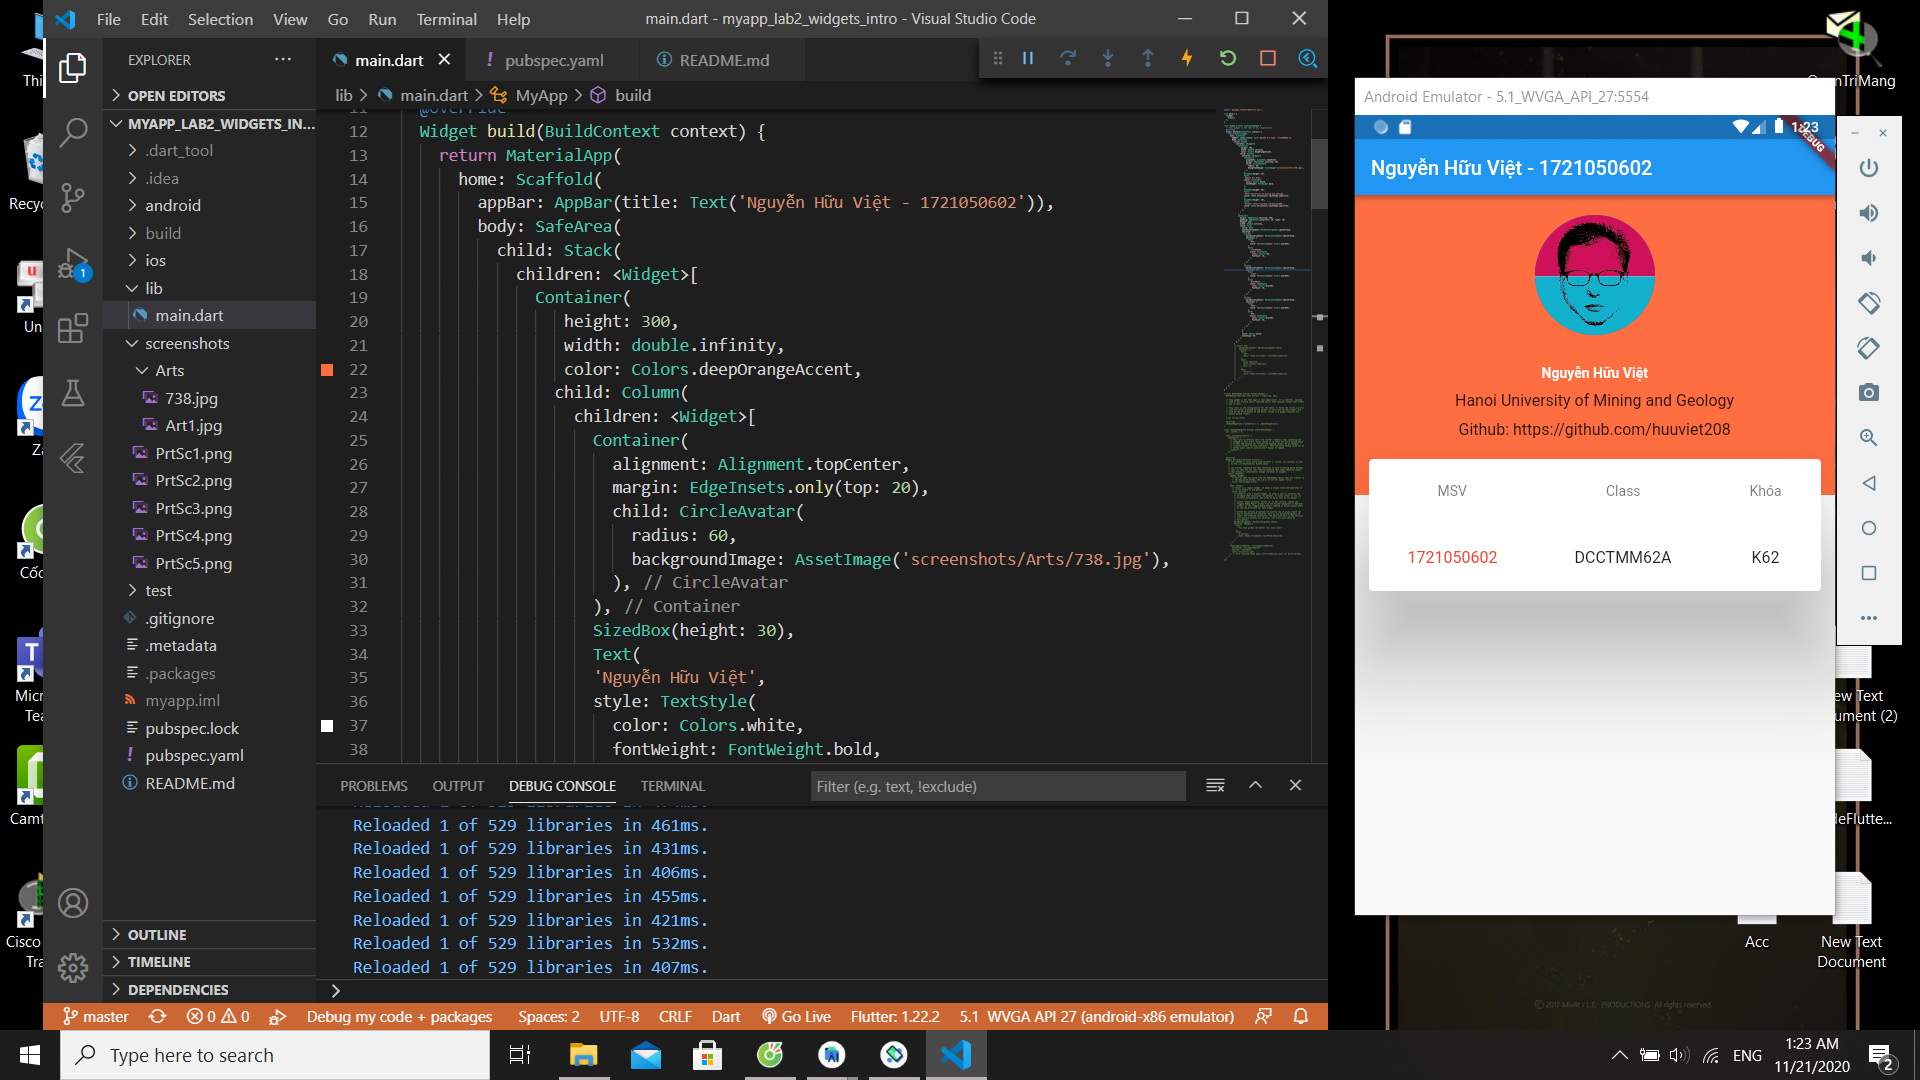 File Edit Selection View Go Run Terminal Help
main.dart - myapp_lab2_widgets_intro - Visual Studio Code
EXPLORER
OPEN EDITORS
MYAPP_LAB2_WIDGETS_IN...
.dart_tool
.idea
android
build
ios
lib
main.dart
screenshots
Arts
738.jpg
Art1.jpg
PrtSc1.png
PrtSc2.png
PrtSc3.png
PrtSc4.png
PrtSc5.png
test
.gitignore
.metadata
.packages
myapp.iml
pubspec.lock
pubspec.yaml
README.md
OUTLINE
TIMELINE
DEPENDENCIES
1
main.dart
pubspec.yaml
README.md
lib > main.dart > MyApp > build
11 @override
12 Widget build(BuildContext context) {
13 return MaterialApp(
14 home: Scaffold(
15 appBar: AppBar(title: Text('Nguyễn Hữu Việt - 1721050602')),
16 body: SafeArea(
17 child: Stack(
18 children: <Widget>[
19 Container(
20 height: 300,
21 width: double.infinity,
22 color: Colors.deepOrangeAccent,
23 child: Column(
24 children: <Widget>[
25 Container(
26 alignment: Alignment.topCenter,
27 margin: EdgeInsets.only(top: 20),
28 child: CircleAvatar(
29 radius: 60,
30 backgroundImage: AssetImage('screenshots/Arts/738.jpg'),
31 ), // CircleAvatar
32 ), // Container
33 SizedBox(height: 30),
34 Text(
35 'Nguyễn Hữu Việt',
36 style: TextStyle(
37 color: Colors.white,
38 fontWeight: FontWeight.bold,
PROBLEMS OUTPUT DEBUG CONSOLE TERMINAL
Filter (e.g. text, !exclude)
Reloaded 1 of 529 libraries in 461ms.
Reloaded 1 of 529 libraries in 431ms.
Reloaded 1 of 529 libraries in 406ms.
Reloaded 1 of 529 libraries in 455ms.
Reloaded 1 of 529 libraries in 421ms.
Reloaded 1 of 529 libraries in 532ms.
Reloaded 1 of 529 libraries in 407ms.
master 0 0 Debug my code + packages Spaces: 2 UTF-8 CRLF Dart Go Live Flutter: 1.22.2 5.1 WVGA API 27 (android-x86 emulator)
Android Emulator - 5.1_WVGA_API_27:5554
1:23
DEBUG
Nguyễn Hữu Việt - 1721050602
Nguyễn Hữu Việt
Hanoi University of Mining and Geology
Github: https://github.com/huuviet208
MSV Class Khóa
1721050602 DCCTMM62A K62
Thi
Recyc
u
Un
Ze
Za
Cốc
T
Micr
Tea
Camt
Cisco
Tra
nTriMang
ew Text
ument (2)
leFlutte...
Acc
New Text
Document
Type here to search
ENG
1:23 AM
11/21/2020
2